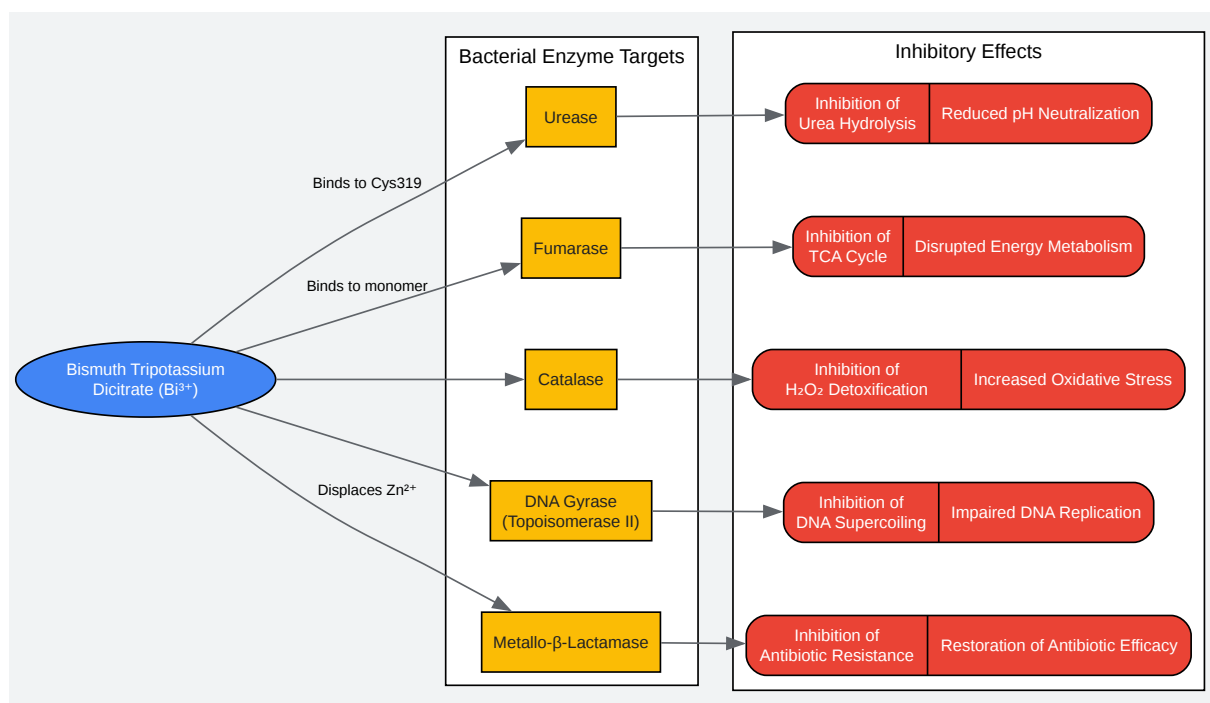 Bacterial Enzyme Targets
Inhibitory Effects
Urease
Inhibition of
Urea Hydrolysis
Reduced pH Neutralization
Binds to Cys319
Fumarase
Inhibition of
TCA Cycle
Disrupted Energy Metabolism
Binds to monomer
Bismuth Tripotassium
Dicitrate (Bi³⁺)
Catalase
Inhibition of
H₂O₂ Detoxification
Increased Oxidative Stress
Displaces Zn²⁺
DNA Gyrase
(Topoisomerase II)
Inhibition of
DNA Supercoiling
Impaired DNA Replication
Metallo-β-Lactamase
Inhibition of
Antibiotic Resistance
Restoration of Antibiotic Efficacy